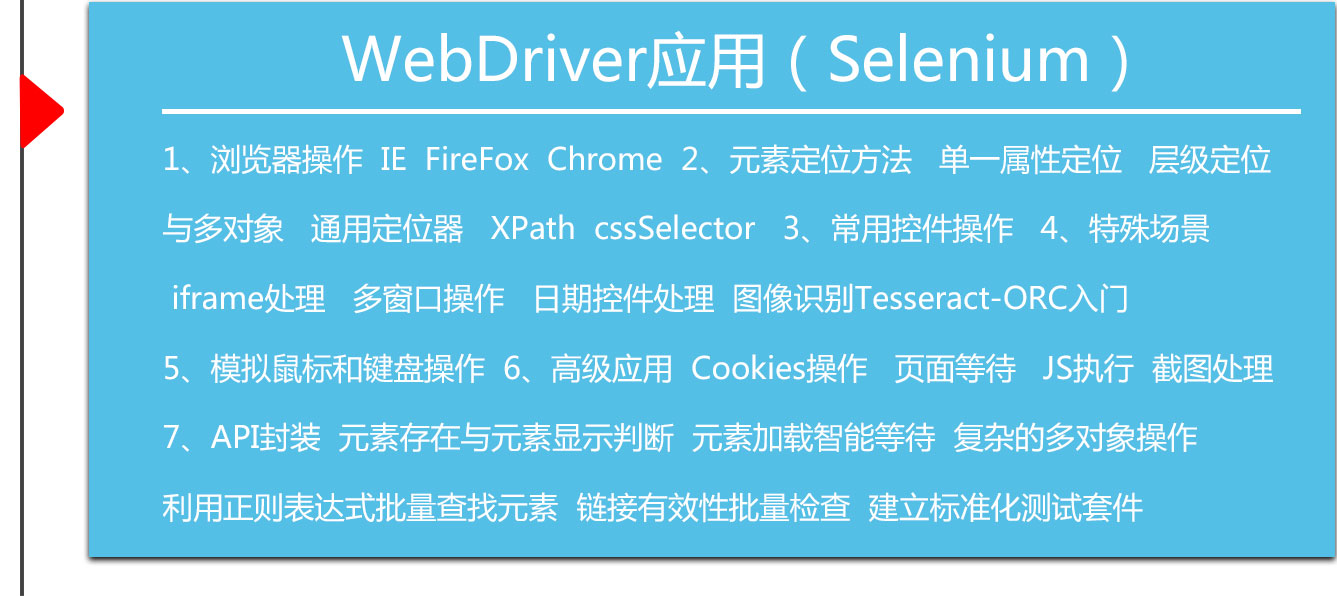 WebDriver应用（Selenium）
1、浏览器操作 IE FireFox Chrome 2、元素定位方法 单一属性定位 层级定位
与多对象 通用定位器 XPath cssSelector 3、常用控件操作 4、特殊场景
iframe处理 多窗口操作 日期控件处理 图像识别Tesseract-ORC入门
5、模拟鼠标和键盘操作 6、高级应用 Cookies操作 页面等待 JS执行 截图处理
7、API封装 元素存在与元素显示判断 元素加载智能等待 复杂的多对象操作
利用正则表达式批量查找元素 链接有效性批量检查 建立标准化测试套件